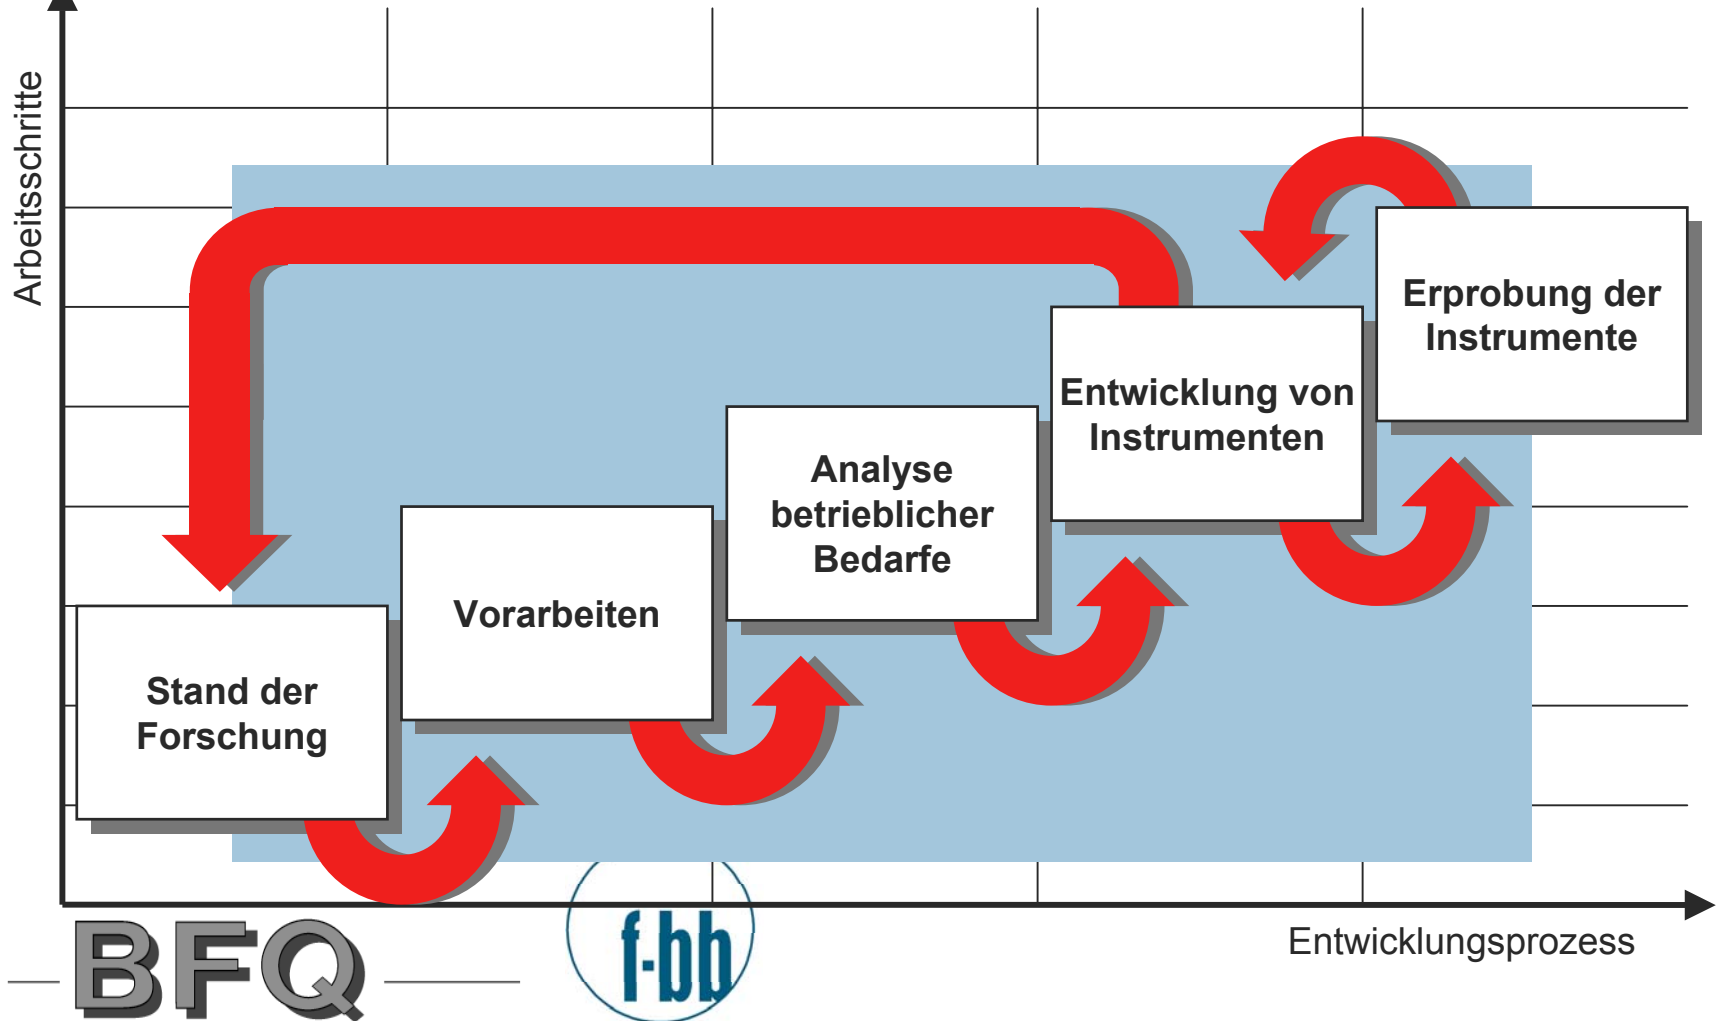 Arbeitsschritte
Erprobung der
Instrumente
Entwicklung von
Instrumenten
Analyse
betrieblicher
Bedarfe
Vorarbeiten
Stand der
Forschung
Entwicklungsprozess
BFQ
f-bb